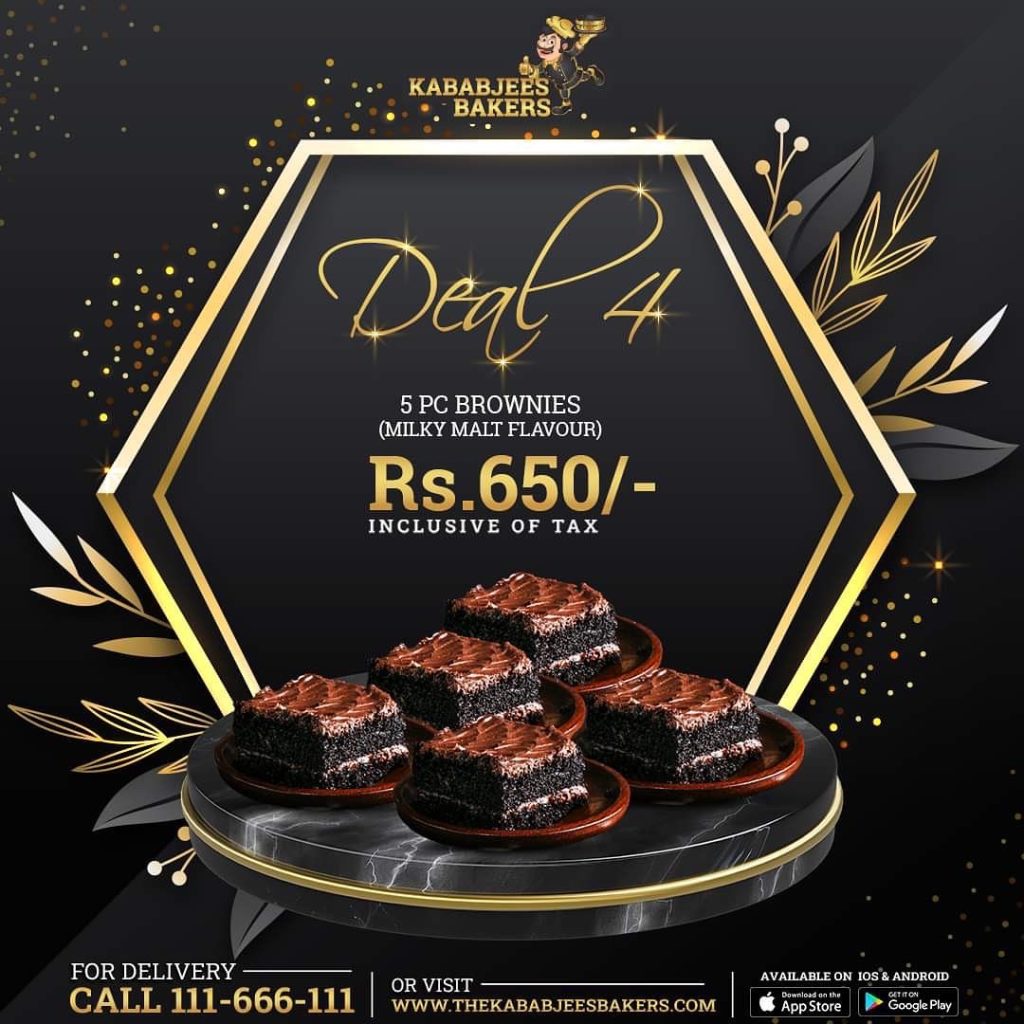 KABABJEES
BAKERS
Deal 4
5 PC BROWNIES
(MILKY MALT FLAVOUR)
Rs.650/-
INCLUSIVE OF TAX
FOR DELIVERY
CALL 111-666-111
OR VISIT
WWW.THEKABABJEESBAKERS.COM
AVAILABLE ON IOS & ANDROID
Download on the
App Store
GET IT ON
Google Play